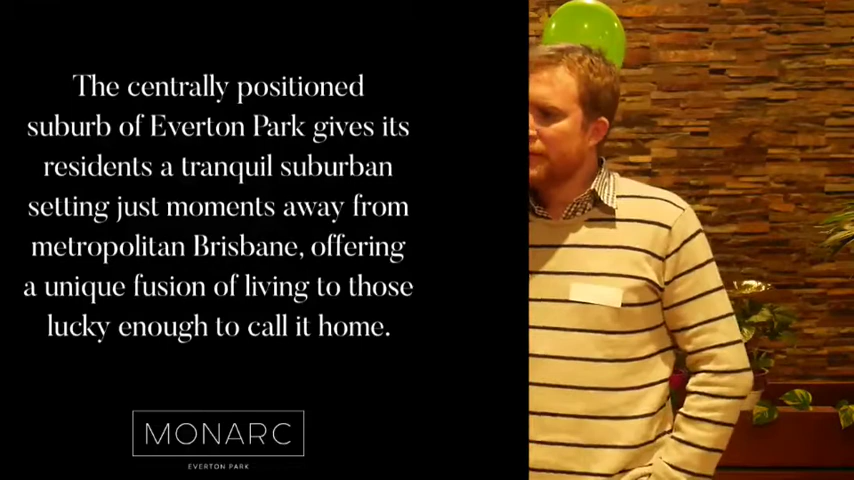 The centrally positioned
suburb of Everton Park gives its
residents a tranquil suburban
setting just moments away from
metropolitan Brisbane, offering
a unique fusion of living to those
lucky enough to call it home.
MONARC
EVERTON PARK